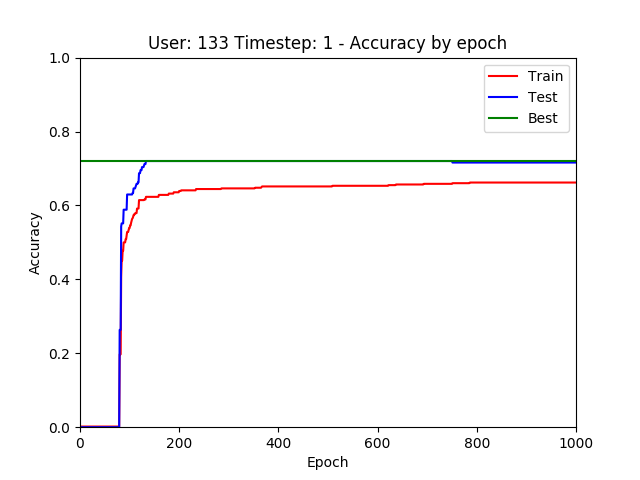 User: 133 Timestep: 1 - Accuracy by epoch
1.0
0.8
0.6
0.4
0.2
0.0
Accuracy
Train
Test
Best
0 200 400 600 800 1000
Epoch